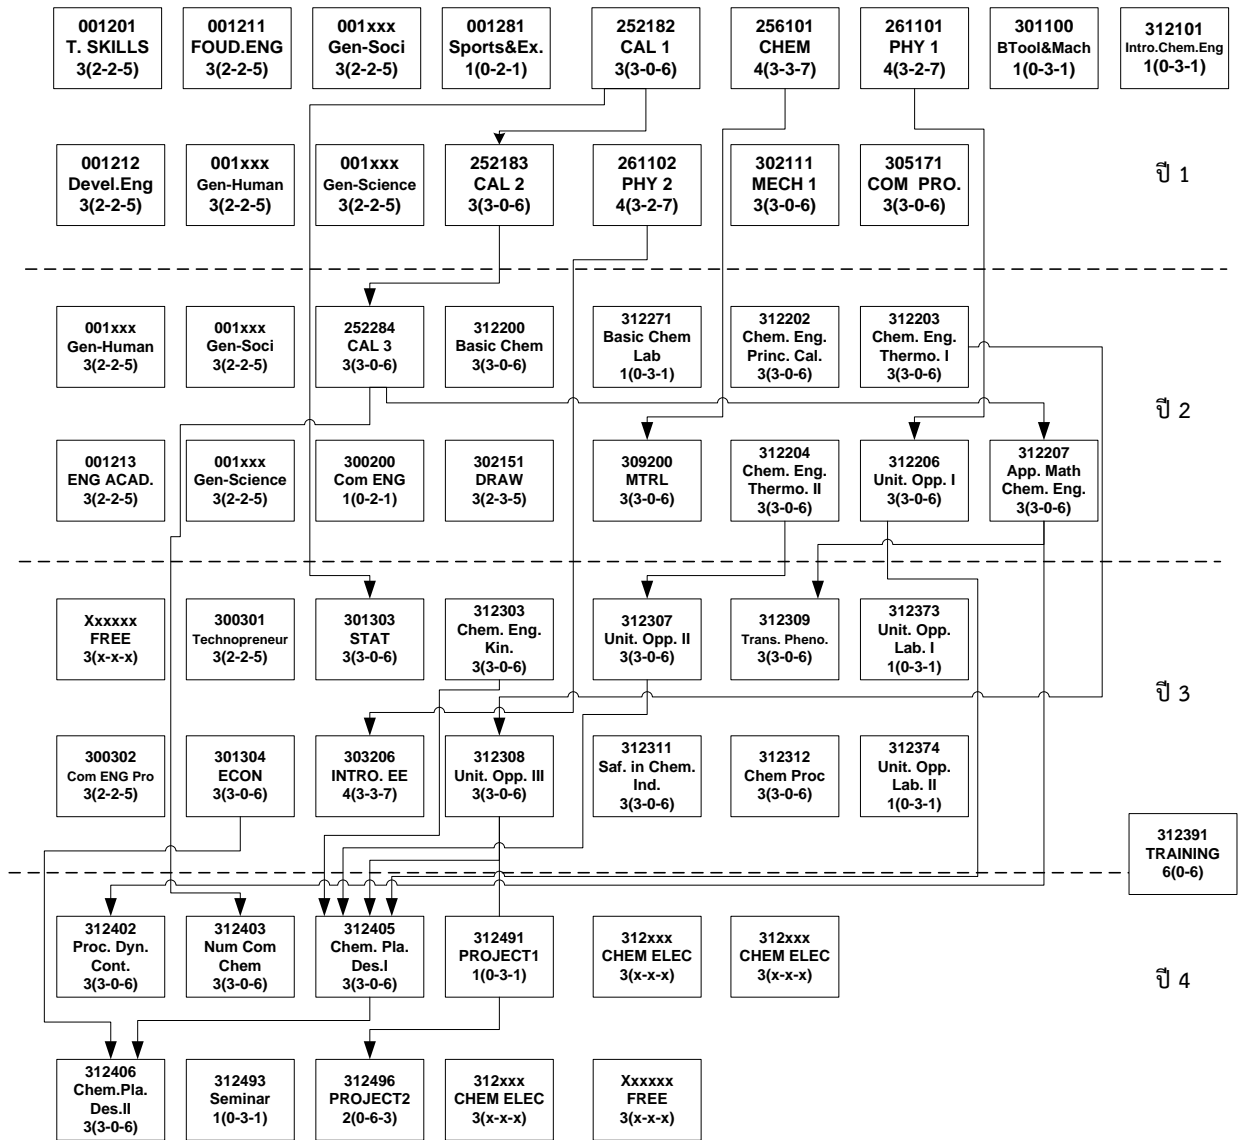 001201
T. SKILLS
3(2-2-5)
001211
FOUD.ENG
3(2-2-5)
001xxx
Gen-Soci
3(2-2-5)
001281
Sports&Ex.
1(0-2-1)
252182
CAL 1
3(3-0-6)
256101
CHEM
4(3-3-7)
261101
PHY 1
4(3-2-7)
301100
BTool&Mach
1(0-3-1)
312101
Intro.Chem.Eng
1(0-3-1)
001212
Devel.Eng
3(2-2-5)
001xxx
Gen-Human
3(2-2-5)
001xxx
Gen-Science
3(2-2-5)
252183
CAL 2
3(3-0-6)
261102
PHY 2
4(3-2-7)
302111
MECH 1
3(3-0-6)
305171
COM PRO.
3(3-0-6)
ปี 1
001xxx
Gen-Human
3(2-2-5)
001xxx
Gen-Soci
3(2-2-5)
252284
CAL 3
3(3-0-6)
312200
Basic Chem
3(3-0-6)
312271
Basic Chem
Lab
1(0-3-1)
312202
Chem. Eng.
Princ. Cal.
3(3-0-6)
312203
Chem. Eng.
Thermo. I
3(3-0-6)
ปี 2
001213
ENG ACAD.
3(2-2-5)
001xxx
Gen-Science
3(2-2-5)
300200
Com ENG
1(0-2-1)
302151
DRAW
3(2-3-5)
309200
MTRL
3(3-0-6)
312204
Chem. Eng.
Thermo. II
3(3-0-6)
312206
Unit. Opp. I
3(3-0-6)
312207
App. Math
Chem. Eng.
3(3-0-6)
Xxxxxx
FREE
3(x-x-x)
300301
Technopreneur
3(2-2-5)
301303
STAT
3(3-0-6)
312303
Chem. Eng.
Kin.
3(3-0-6)
312307
Unit. Opp. II
3(3-0-6)
312309
Trans. Pheno.
3(3-0-6)
312373
Unit. Opp.
Lab. I
1(0-3-1)
ปี 3
300302
Com ENG Pro
3(2-2-5)
301304
ECON
3(3-0-6)
303206
INTRO. EE
4(3-3-7)
312308
Unit. Opp. III
3(3-0-6)
312311
Saf. in Chem.
Ind.
3(3-0-6)
312312
Chem Proc
3(3-0-6)
312374
Unit. Opp.
Lab. II
1(0-3-1)
312391
TRAINING
6(0-6)
312402
Proc. Dyn.
Cont.
3(3-0-6)
312403
Num Com
Chem
3(3-0-6)
312405
Chem. Pla.
Des.I
3(3-0-6)
312491
PROJECT1
1(0-3-1)
312xxx
CHEM ELEC
3(x-x-x)
312xxx
CHEM ELEC
3(x-x-x)
ปี 4
312406
Chem.Pla.
Des.II
3(3-0-6)
312493
Seminar
1(0-3-1)
312496
PROJECT2
2(0-6-3)
312xxx
CHEM ELEC
3(x-x-x)
Xxxxxx
FREE
3(x-x-x)